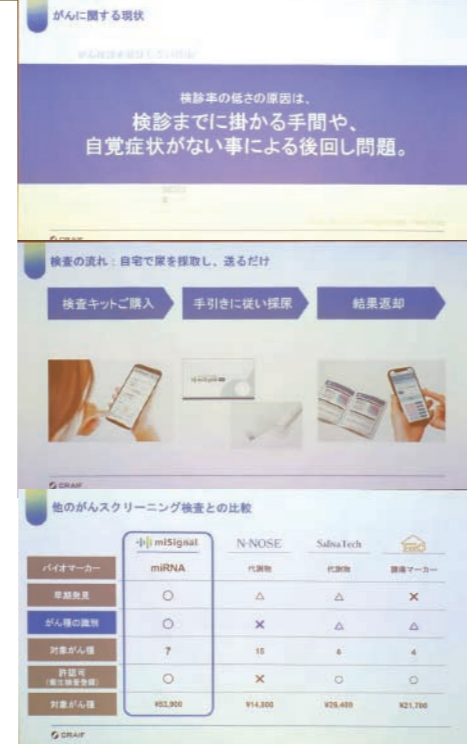 がんに関する現状
検診率の低さの原因は、
検診までに掛かる手間や、
自覚症状がない事による後回し問題。
検査の流れ：自宅で尿を採取し、送るだけ
検査キットご購入 手引きに従い採尿 結果返却
CRAIF
他のがんスクリーニング検査との比較
miSignal N-NOSE SalivaTech
バイオマーカー miRNA 代謝物 代謝物 腫瘍マーカー
早期発見 ○ △ △ ×
がん種の識別 ○ × △ △
対象がん種 7 15 6 4
許認可 ○ × ○ ○
(衛生検査登録)
対象がん種 ¥14,300 ¥21,780
CRAIF